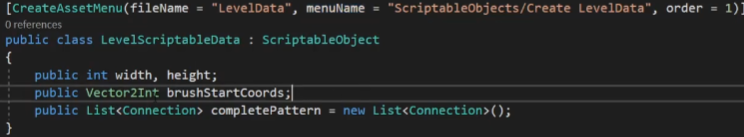 [CreateAssetMenu(fileName = "LevelData", menuName = "ScriptableObjects/Create LevelData", order = 1)]
0 references
public class LevelScriptableData : ScriptableObject
{
public int width, height;
public Vector2Int brushStartCoords;
public List<Connection> completePattern = new List<Connection>();
}